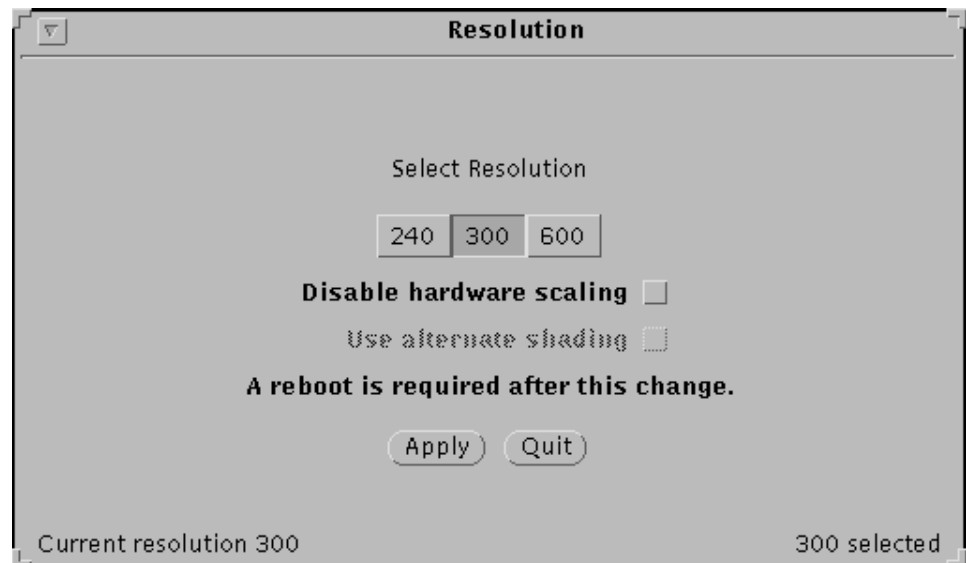 Resolution
Select Resolution
240 300 600
Disable hardware scaling
Use alternate shading
A reboot is required after this change.
Apply Quit
Current resolution 300 300 selected